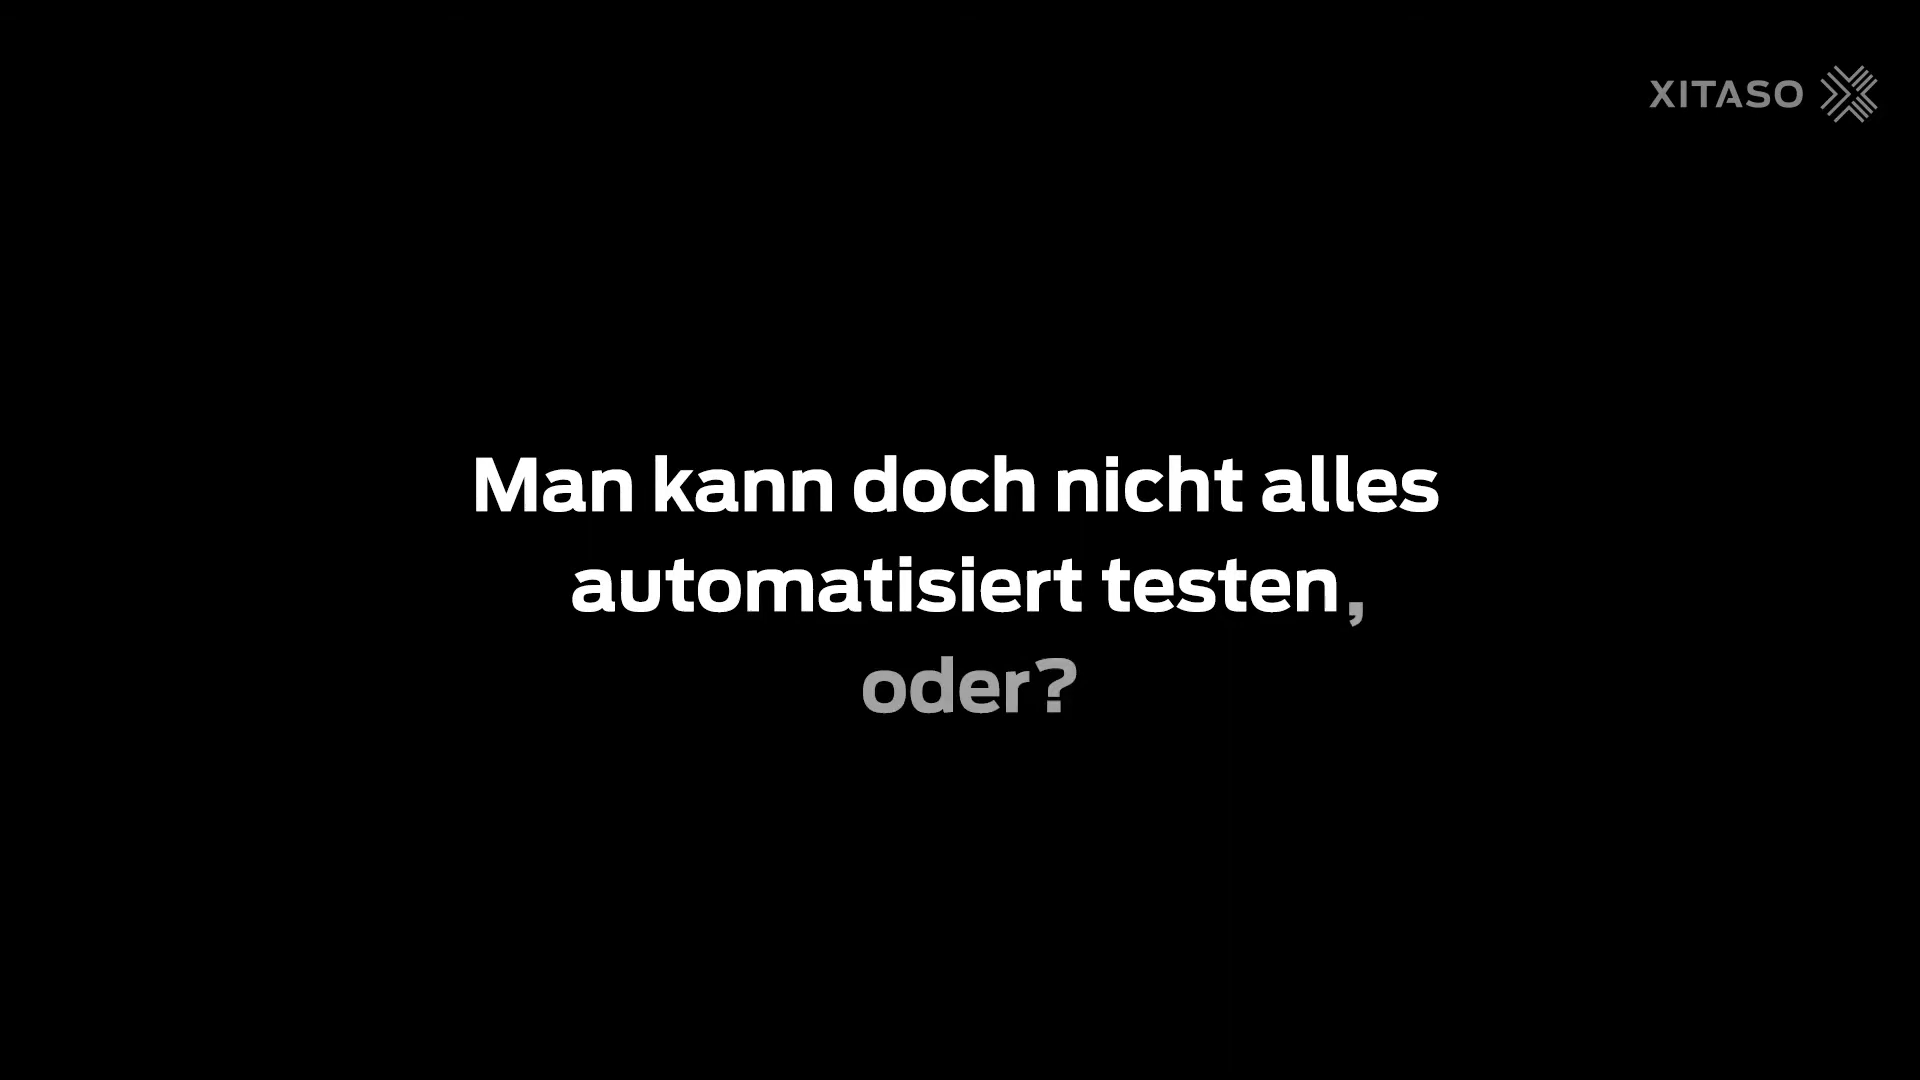 XITASO
Man kann doch nicht alles
automatisiert testen,
oder?